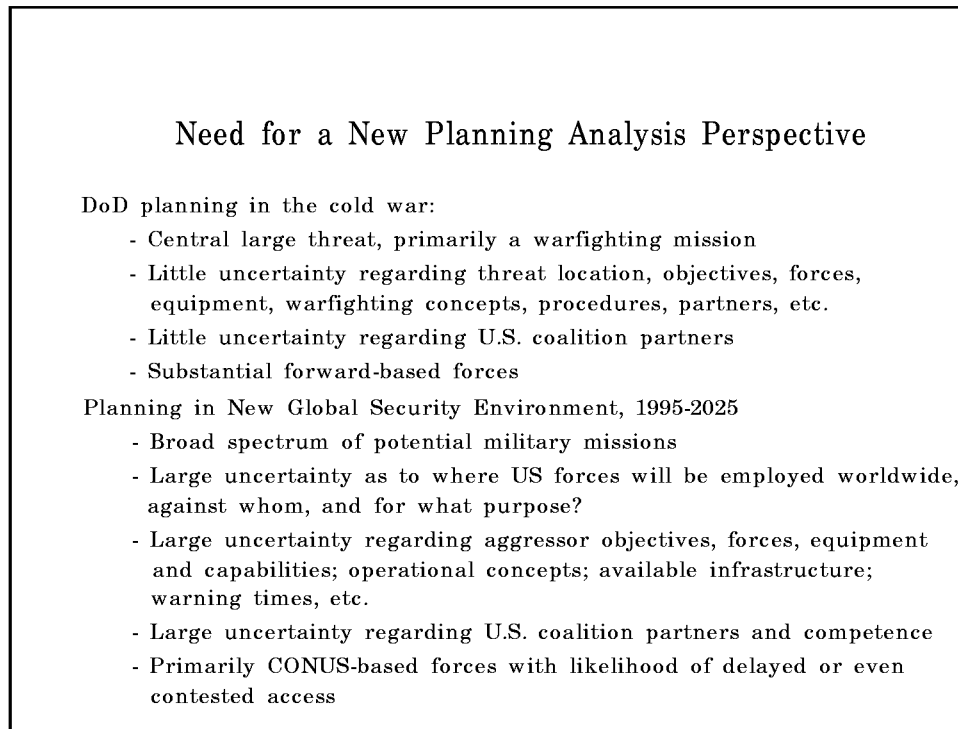 Need for a New Planning Analysis Perspective
DoD planning in the cold war:
- Central large threat, primarily a warfighting mission
- Little uncertainty regarding threat location, objectives, forces,
equipment, warfighting concepts, procedures, partners, etc.
- Little uncertainty regarding U.S. coalition partners
- Substantial forward-based forces
Planning in New Global Security Environment, 1995-2025
- Broad spectrum of potential military missions
- Large uncertainty as to where US forces will be employed worldwide,
against whom, and for what purpose?
- Large uncertainty regarding aggressor objectives, forces, equipment
and capabilities; operational concepts; available infrastructure;
warning times, etc.
- Large uncertainty regarding U.S. coalition partners and competence
- Primarily CONUS-based forces with likelihood of delayed or even
contested access